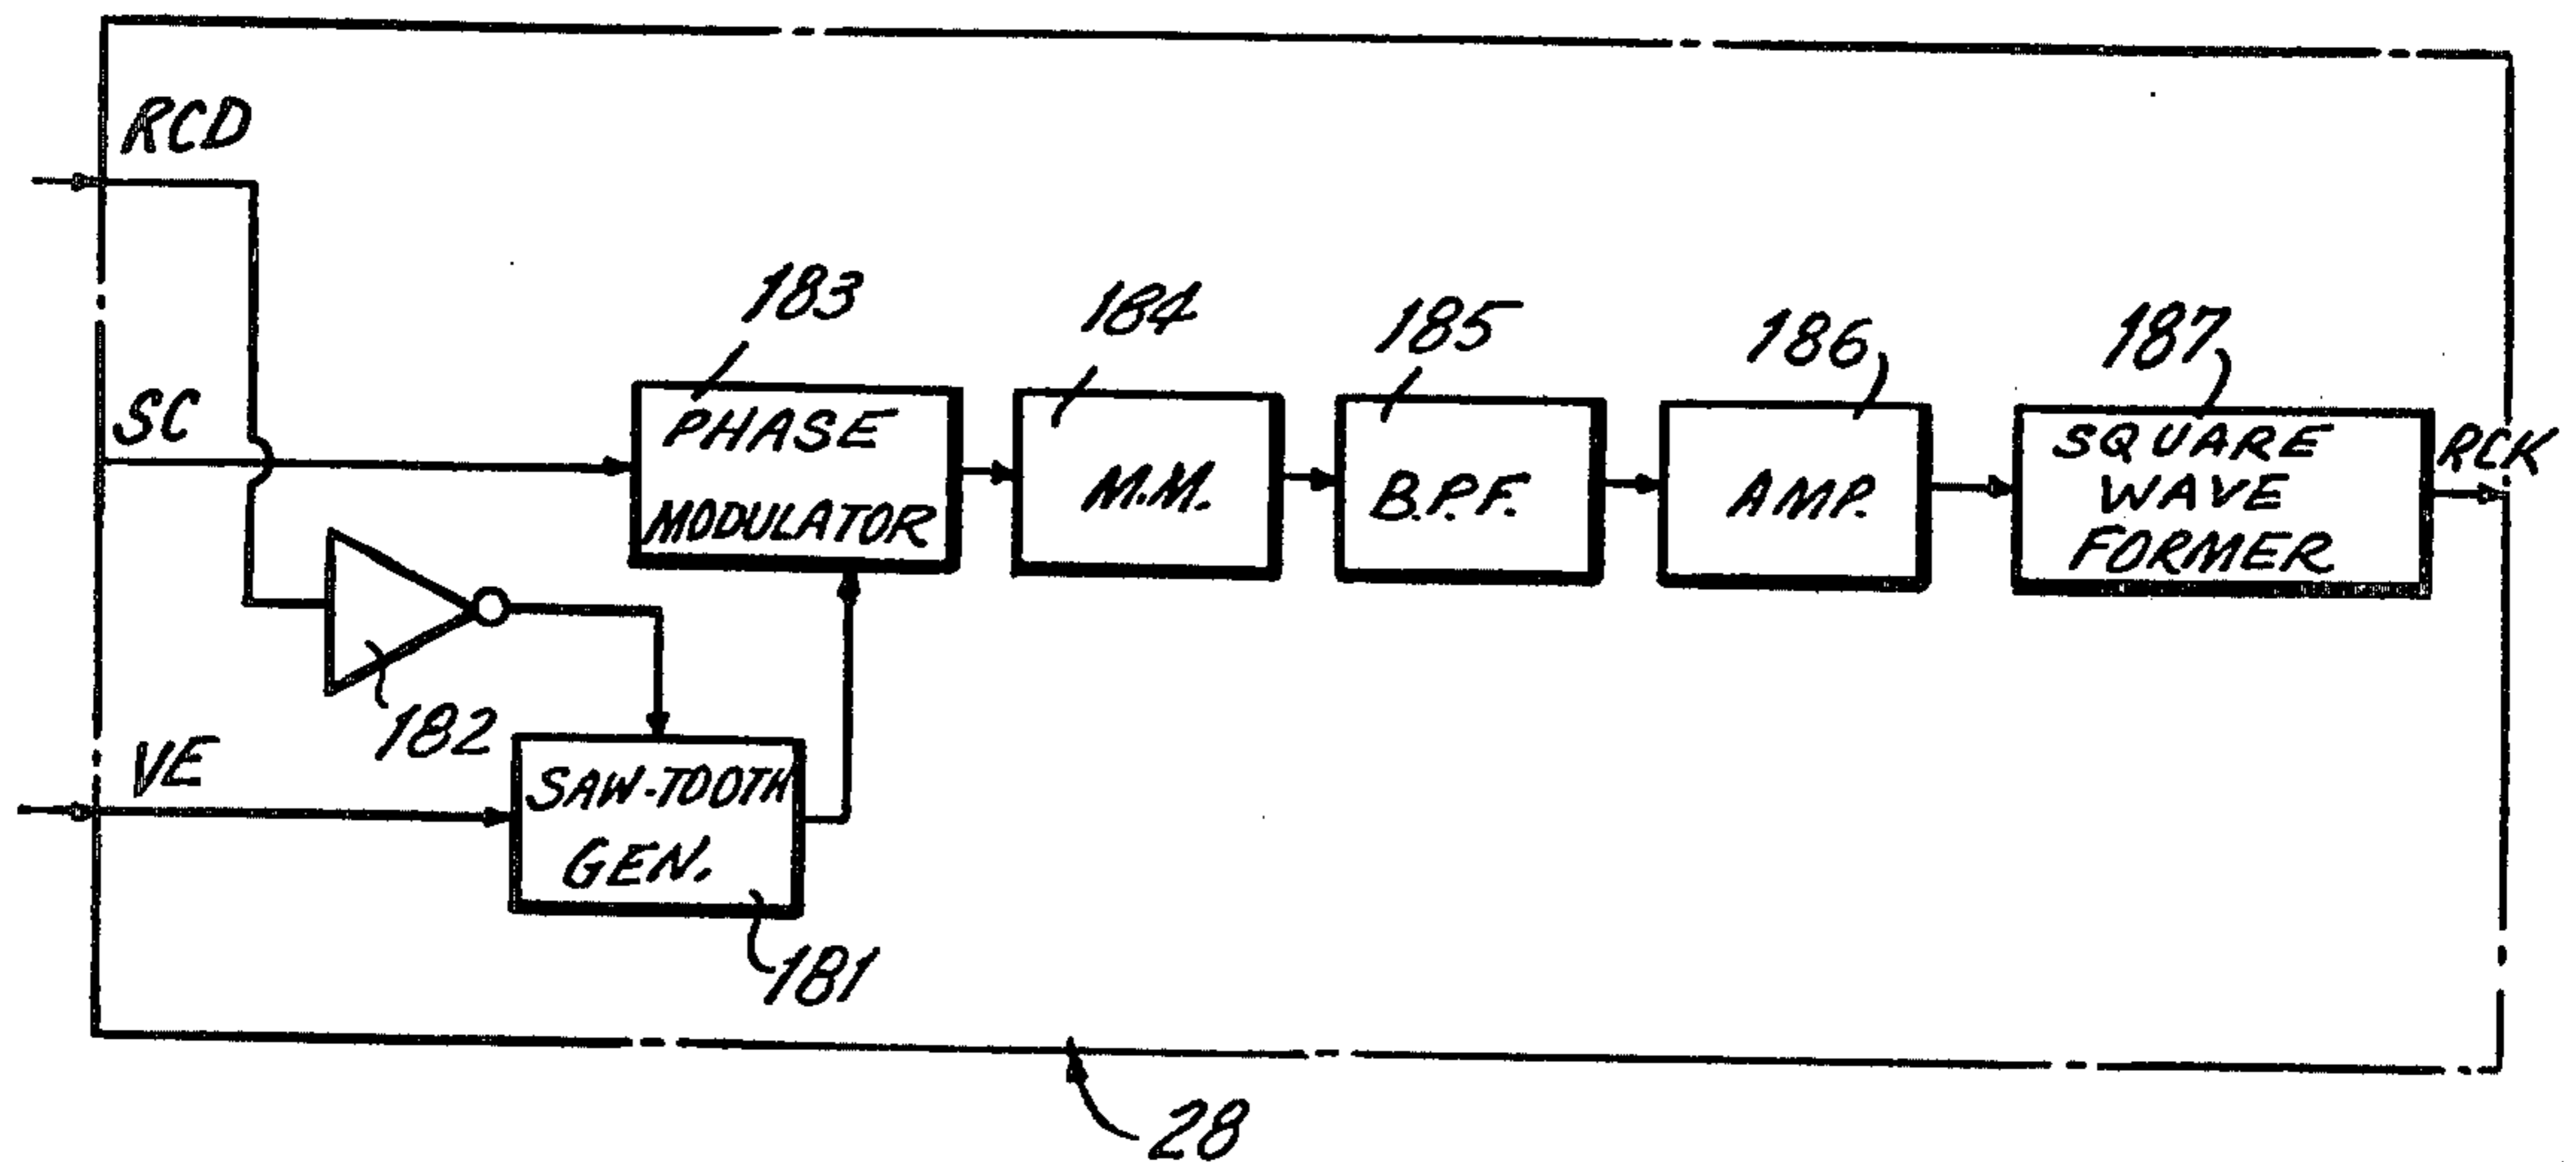 RCD
183
184
185
186
187
SC
PHASE
MODULATOR
M.M.
B.P.F.
AMP.
SQUARE
WAVE
FORMER
RCK
182
VE
SAW-TOOTH
GEN.
181
28